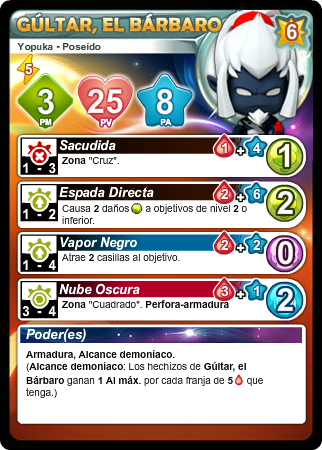 GÚLTAR, EL BÁRBARO
6
Yopuka - Poseído
5
3
PM
25
PV
8
PA
Sacudida
1 + 4
1
1 - 3
Zona "Cruz".
Espada Directa
2 + 6
2
1 - 2
Causa 2 daños a objetivos de nivel 2 o
inferior.
Vapor Negro
2 + 2
0
1 - 4
Atrae 2 casillas al objetivo.
Nube Oscura
3 + 1
2
3 - 4
Zona "Cuadrado". Perfora-armadura
Poder(es)
Armadura, Alcance demoníaco.
(Alcance demoníaco: Los hechizos de Gúltar, el
Bárbaro ganan 1 Al máx. por cada franja de 5 que
tenga.)